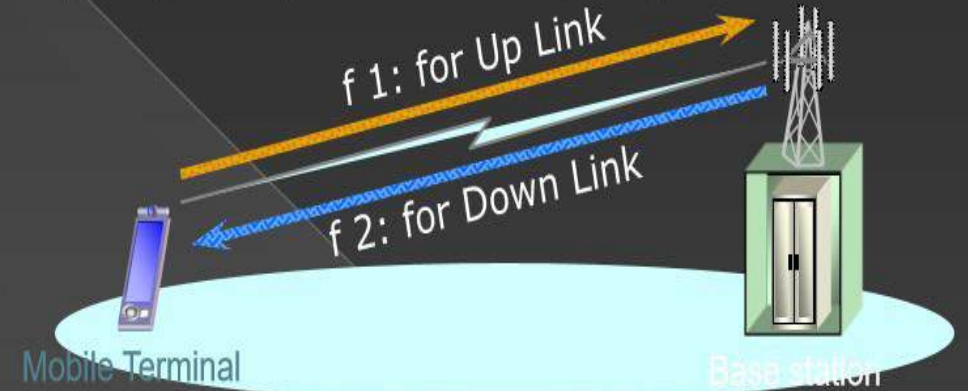 f 1: for Up Link
f 2: for Down Link
Mobile Terminal
Base station